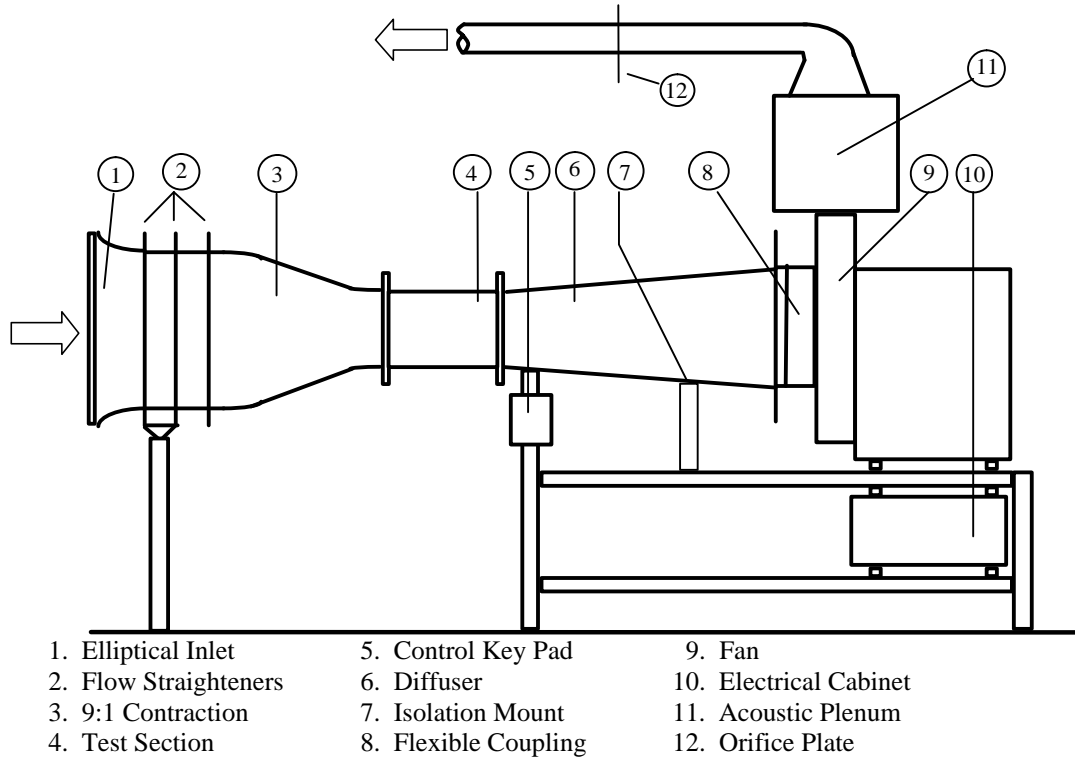 12
11
1
2
3
4
5
6
7
8
9
10
1. Elliptical Inlet
2. Flow Straighteners
3. 9:1 Contraction
4. Test Section
5. Control Key Pad
6. Diffuser
7. Isolation Mount
8. Flexible Coupling
9. Fan
10. Electrical Cabinet
11. Acoustic Plenum
12. Orifice Plate